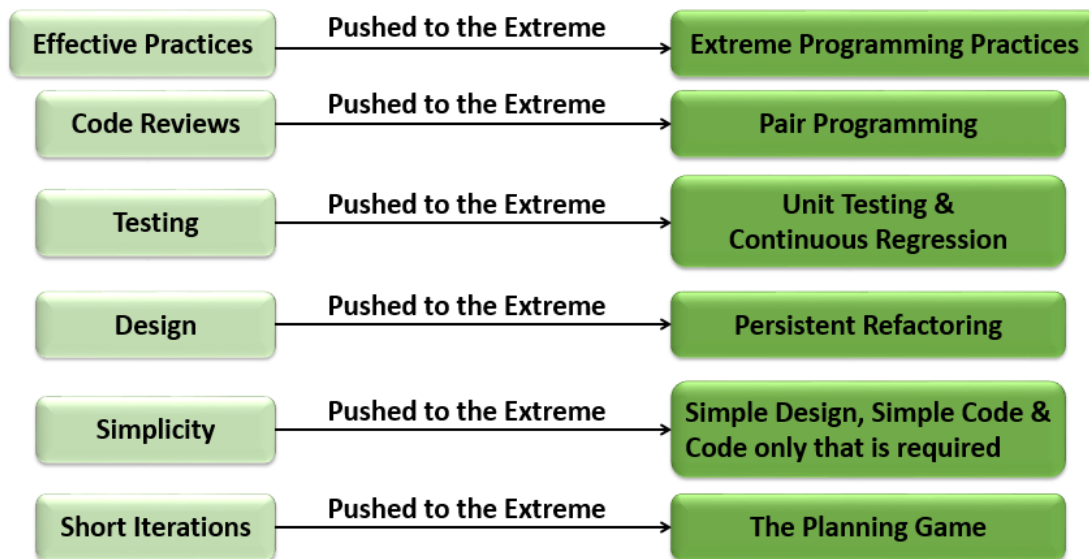 Effective Practices
Pushed to the Extreme
Extreme Programming Practices
Code Reviews
Pushed to the Extreme
Pair Programming
Testing
Pushed to the Extreme
Unit Testing &
Continuous Regression
Design
Pushed to the Extreme
Persistent Refactoring
Simplicity
Pushed to the Extreme
Simple Design, Simple Code &
Code only that is required
Short Iterations
Pushed to the Extreme
The Planning Game